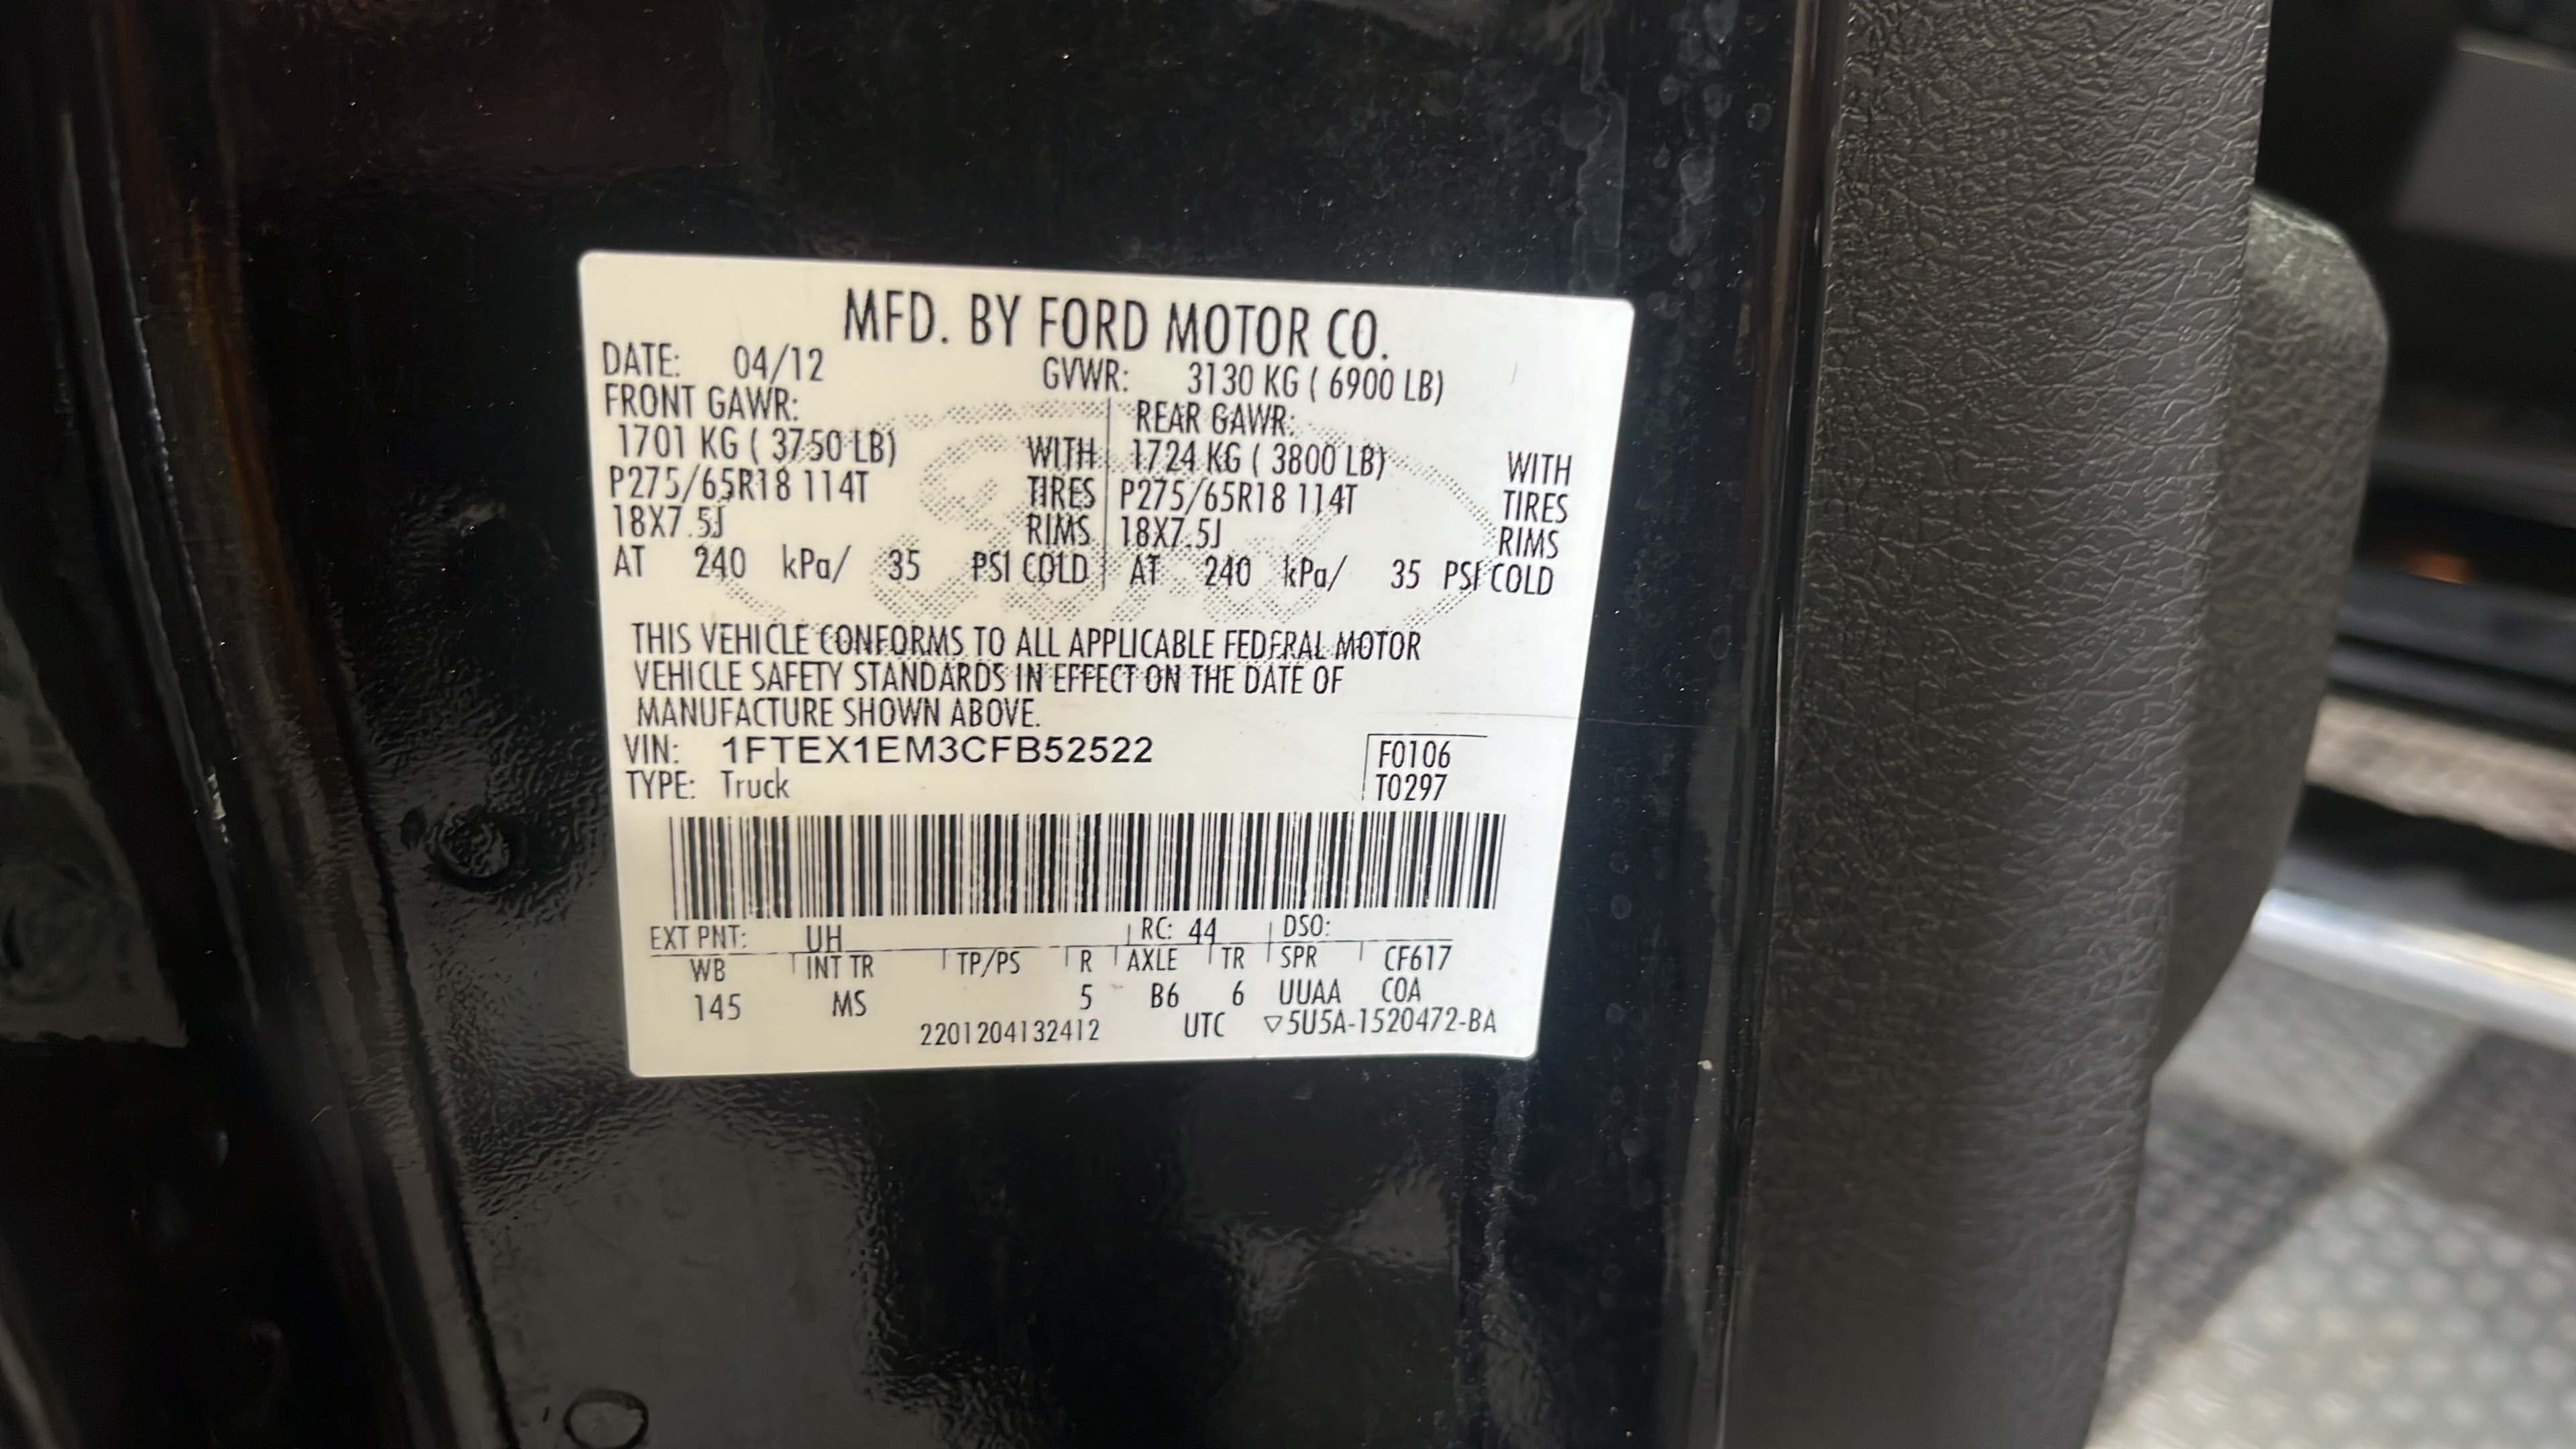 MFD. BY FORD MOTOR CO.
DATE: 04/12 GVWR: 3130 KG ( 6900 LB)
FRONT GAWR: REAR GAWR:
1701 KG ( 3750 LB) WITH 1724 KG ( 3800 LB) WITH
P275/65R18 114T TIRES P275/65R18 114T TIRES
18X7.5J RIMS 18X7.5J RIMS
AT 240 kPa/ 35 PSI COLD AT 240 kPa/ 35 PSI COLD
THIS VEHICLE CONFORMS TO ALL APPLICABLE FEDERAL MOTOR
VEHICLE SAFETY STANDARDS IN EFFECT ON THE DATE OF
MANUFACTURE SHOWN ABOVE.
VIN: 1FTEX1EM3CFB52522 F0106
TYPE: Truck T0297
EXT PNT: UH RC: 44 DSO:
WB INT TR TP/PS R AXLE TR SPR CF617
145 MS 5 B6 6 UUAA COA
2201204132412 UTC ▽5U5A-1520472-BA